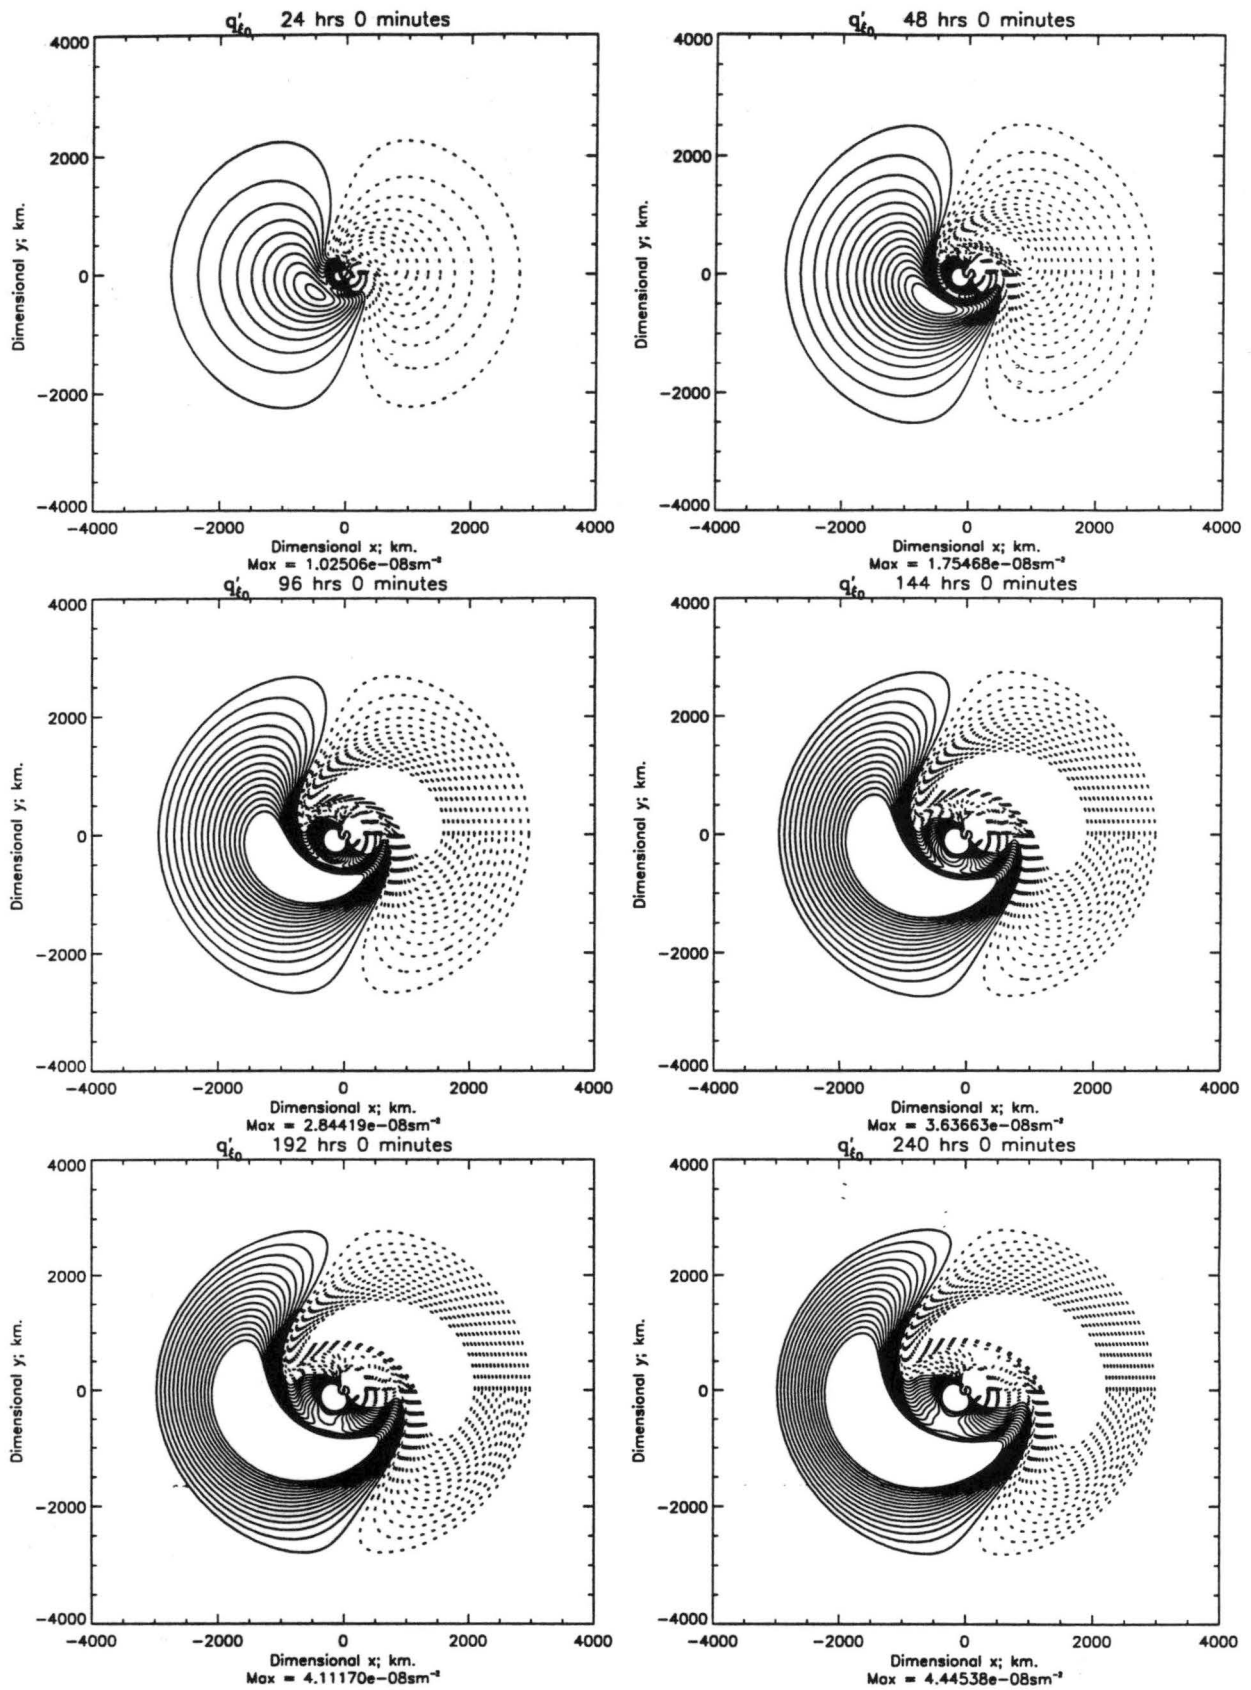 q′ξ0 24 hrs 0 minutes
4000
2000
0
−2000
−4000
Dimensional y; km.
−4000 −2000 0 2000 4000
Dimensional x; km.
Max = 1.02506e−08sm⁻²
q′ξ0 48 hrs 0 minutes
4000
2000
0
−2000
−4000
Dimensional y; km.
−4000 −2000 0 2000 4000
Dimensional x; km.
Max = 1.75468e−08sm⁻²
q′ξ0 96 hrs 0 minutes
4000
2000
0
−2000
−4000
Dimensional y; km.
−4000 −2000 0 2000 4000
Dimensional x; km.
Max = 2.84419e−08sm⁻²
q′ξ0 144 hrs 0 minutes
4000
2000
0
−2000
−4000
Dimensional y; km.
−4000 −2000 0 2000 4000
Dimensional x; km.
Max = 3.63663e−08sm⁻²
q′ξ0 192 hrs 0 minutes
4000
2000
0
−2000
−4000
Dimensional y; km.
−4000 −2000 0 2000 4000
Dimensional x; km.
Max = 4.11170e−08sm⁻²
q′ξ0 240 hrs 0 minutes
4000
2000
0
−2000
−4000
Dimensional y; km.
−4000 −2000 0 2000 4000
Dimensional x; km.
Max = 4.44538e−08sm⁻²